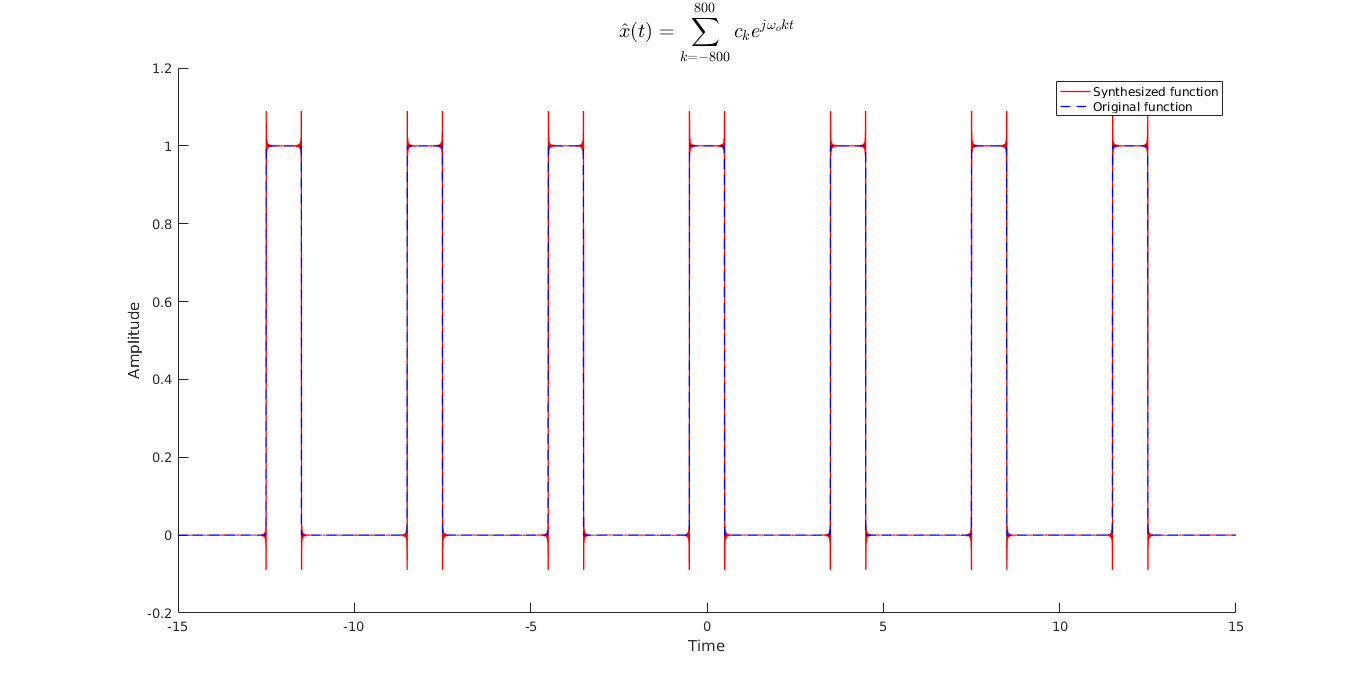 x̂(t) = ∑_{k=-800}^{800} c_k e^{jω_o kt}
1.2
1
0.8
0.6
0.4
0.2
0
-0.2
Amplitude
Synthesized function
Original function
-15 -10 -5 0 5 10 15
Time